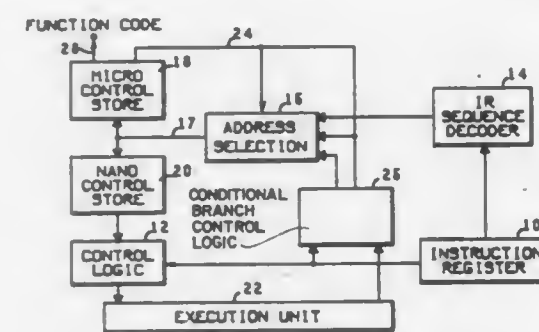 FUNCTION CODE
28
24
MICRO
CONTROL
STORE
18
17
16
ADDRESS
SELECTION
14
IR
SEQUENCE
DECODER
NANO
CONTROL
STORE
20
CONDITIONAL
BRANCH
CONTROL
LOGIC
26
12
CONTROL
LOGIC
10
INSTRUCTION
REGISTER
22
EXECUTION UNIT